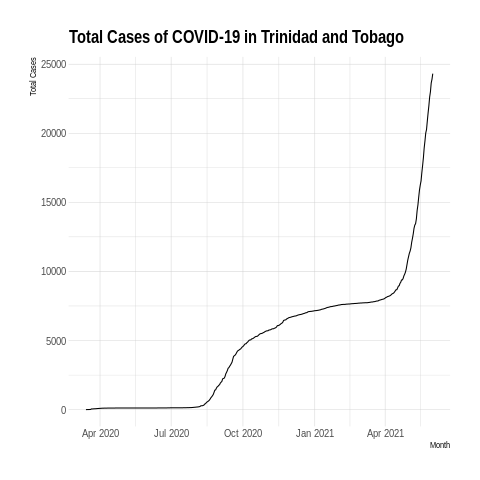 Total Cases of COVID-19 in Trinidad and Tobago
Total Cases
25000
20000
15000
10000
5000
0
Apr 2020 Jul 2020 Oct 2020 Jan 2021 Apr 2021
Month